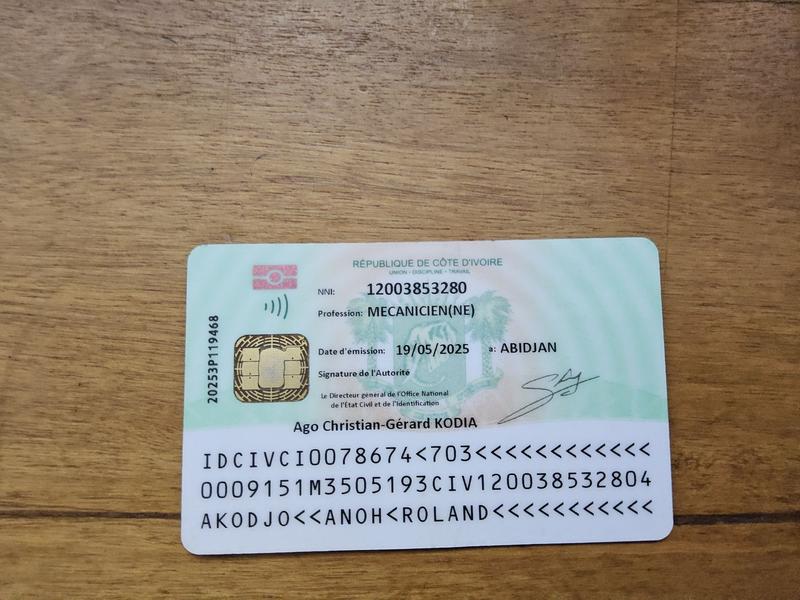 RÉPUBLIQUE DE CÔTE D'IVOIRE
UNION - DISCIPLINE - TRAVAIL
NNI: 12003853280
Profession: MECANICIEN(NE)
20253P119468
Date d'émission: 19/05/2025 à: ABIDJAN
Signature de l'Autorité
Le Directeur général de l'Office National
de l'État Civil et de l'Identification
Ago Christian-Gérard KODIA
IDCIVCI0078674<703<<<<<<<<<<<<
0009151M3505193CIV120038532804
AKODJO<<ANOH<ROLAND<<<<<<<<<<<